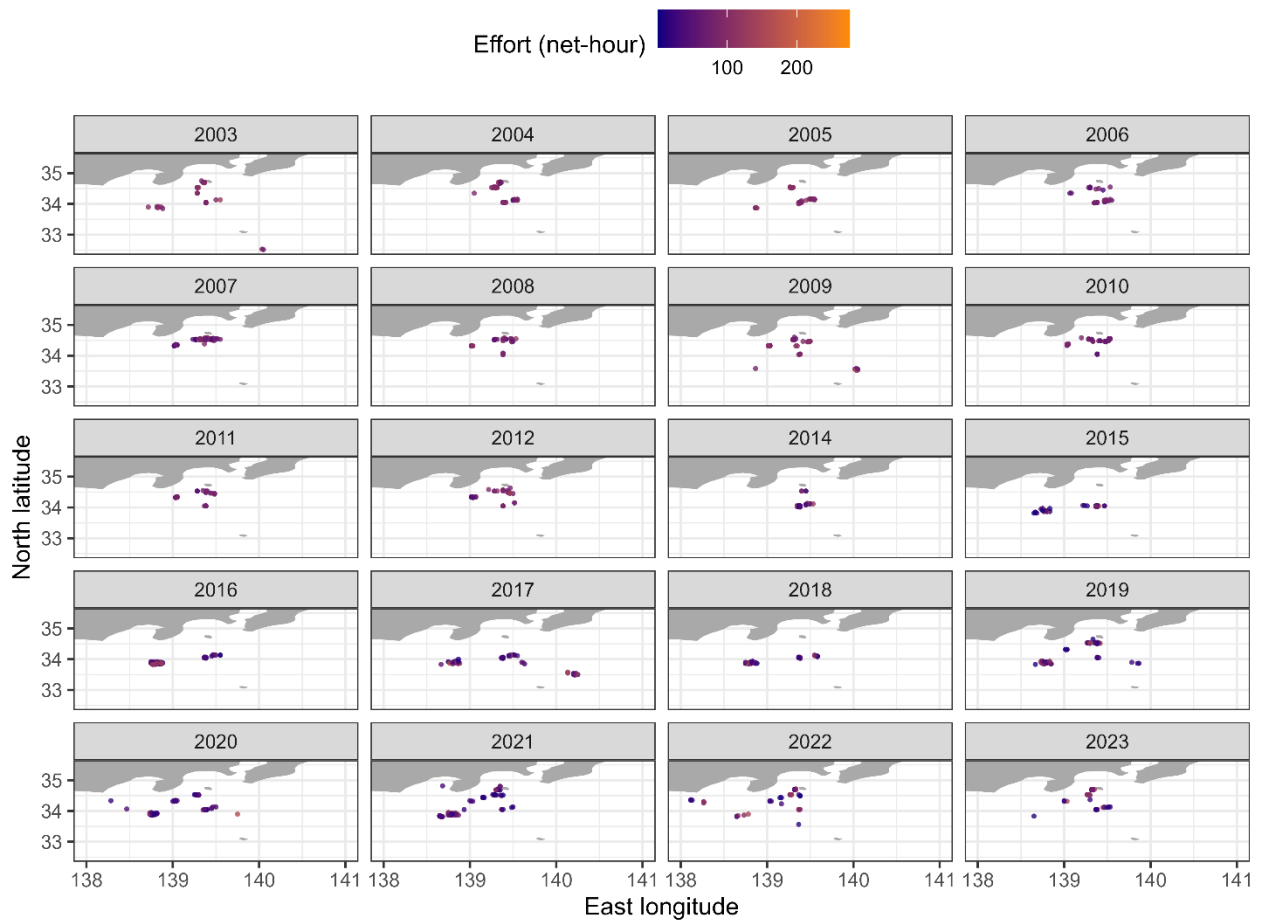 Effort (net-hour)
100 200
2003 2004 2005 2006
35
34
33
2007 2008 2009 2010
35
34
33
2011 2012 2014 2015
35
34
33
2016 2017 2018 2019
35
34
33
2020 2021 2022 2023
35
34
33
138 139 140 141 138 139 140 141 138 139 140 141 138 139 140 141
East longitude
North latitude